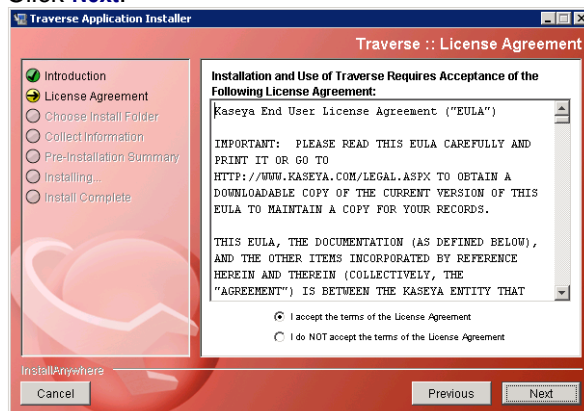 Click Next.
Traverse Application Installer
Traverse :: License Agreement
Introduction
License Agreement
Choose Install Folder
Collect Information
Pre-Installation Summary
Installing...
Install Complete
Installation and Use of Traverse Requires Acceptance of the
Following License Agreement:
Kaseya End User License Agreement ("EULA")
IMPORTANT: PLEASE READ THIS EULA CAREFULLY AND
PRINT IT OR GO TO
HTTP://WWW.KASEYA.COM/LEGAL.ASPX TO OBTAIN A
DOWNLOADABLE COPY OF THE CURRENT VERSION OF THIS
EULA TO MAINTAIN A COPY FOR YOUR RECORDS.
THIS EULA, THE DOCUMENTATION (AS DEFINED BELOW),
AND THE OTHER ITEMS INCORPORATED BY REFERENCE
HEREIN AND THEREIN (COLLECTIVELY, THE
"AGREEMENT") IS BETWEEN THE KASEYA ENTITY THAT
I accept the terms of the License Agreement
I do NOT accept the terms of the License Agreement
InstallAnywhere
Cancel
Previous
Next